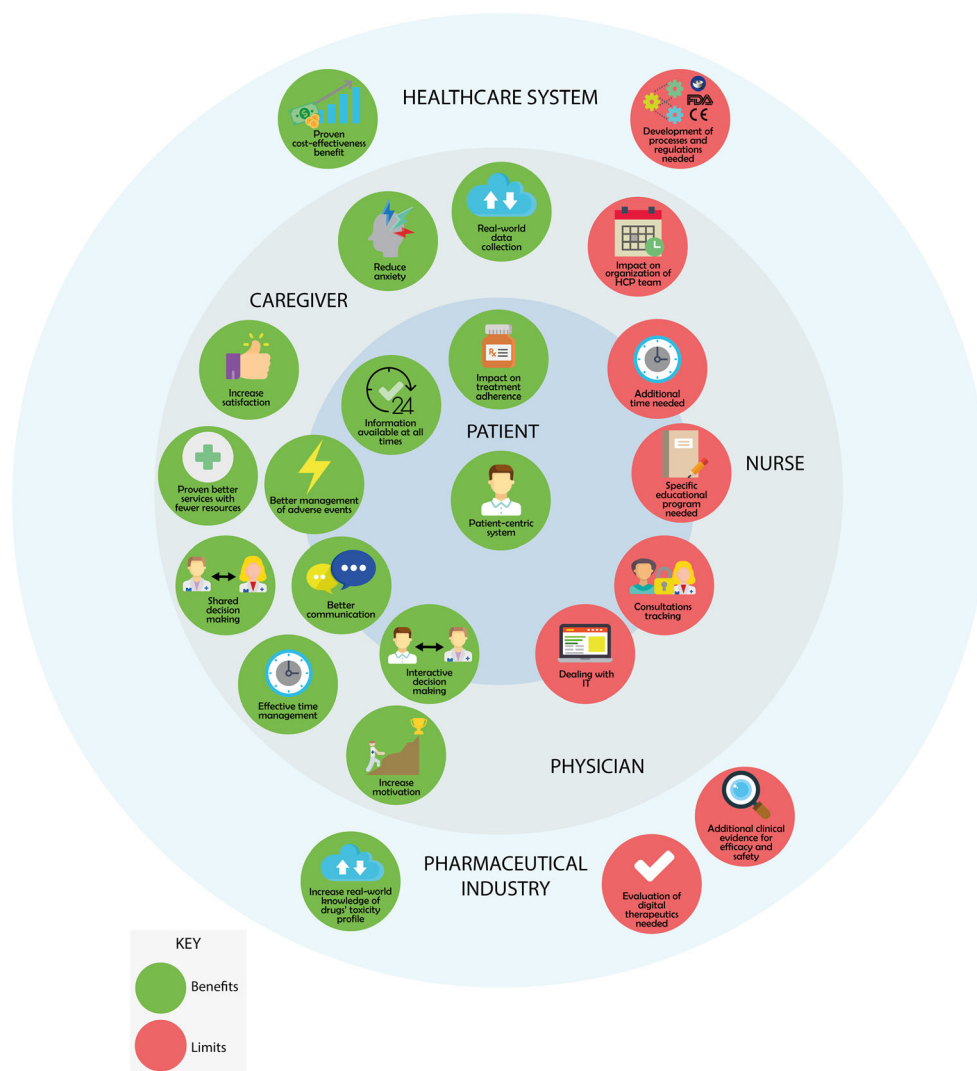 HEALTHCARE SYSTEM
Proven
cost-effectiveness
benefit
FDA
CE
Development of
processes and
regulations
needed
Real-world
data
collection
Reduce
anxiety
Impact on
organization of
HCP team
CAREGIVER
Increase
satisfaction
24
Information
available at all
times
Rx
Impact on
treatment
adherence
Additional
time needed
PATIENT
NURSE
Proven better
services with
fewer resources
Better management
of adverse events
Patient-centric
system
Specific
educational
program
needed
Shared
decision
making
Better
communication
Consultations
tracking
Interactive
decision
making
Dealing with
IT
Effective time
management
Increase
motivation
PHYSICIAN
Additional clinical
evidence for
efficacy and
safety
PHARMACEUTICAL
INDUSTRY
Increase real-world
knowledge of
drugs' toxicity
profile
Evaluation of
digital
therapeutics
needed
KEY
Benefits
Limits